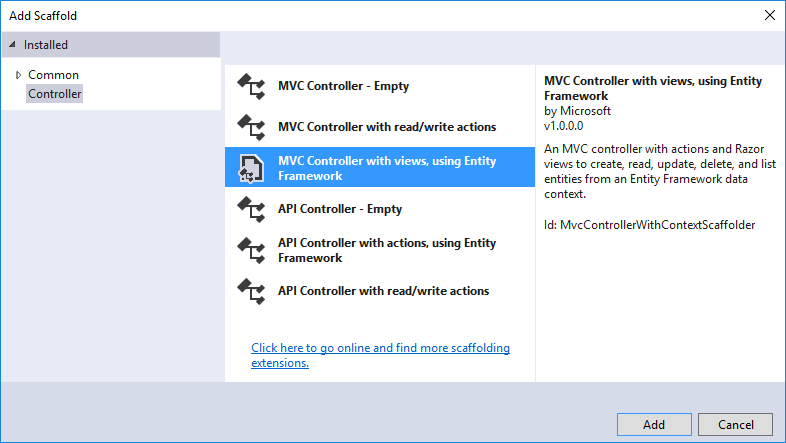 Add Scaffold
Installed
Common
Controller
MVC Controller - Empty
MVC Controller with read/write actions
MVC Controller with views, using Entity
Framework
API Controller - Empty
API Controller with actions, using Entity
Framework
API Controller with read/write actions
Click here to go online and find more scaffolding
extensions.
MVC Controller with views, using Entity
Framework
by Microsoft
v1.0.0.0
An MVC controller with actions and Razor
views to create, read, update, delete, and list
entities from an Entity Framework data
context.
Id: MvcControllerWithContextScaffolder
Add
Cancel